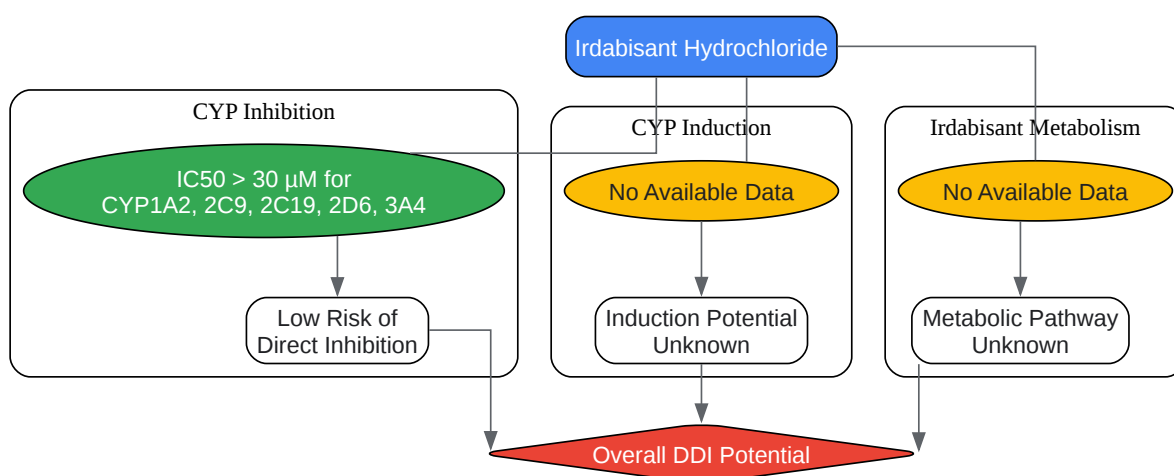 Irdabisant Hydrochloride
CYP Inhibition
IC50 > 30 µM for
CYP1A2, 2C9, 2C19, 2D6, 3A4
Low Risk of
Direct Inhibition
CYP Induction
No Available Data
Induction Potential
Unknown
Irdabisant Metabolism
No Available Data
Metabolic Pathway
Unknown
Overall DDI Potential